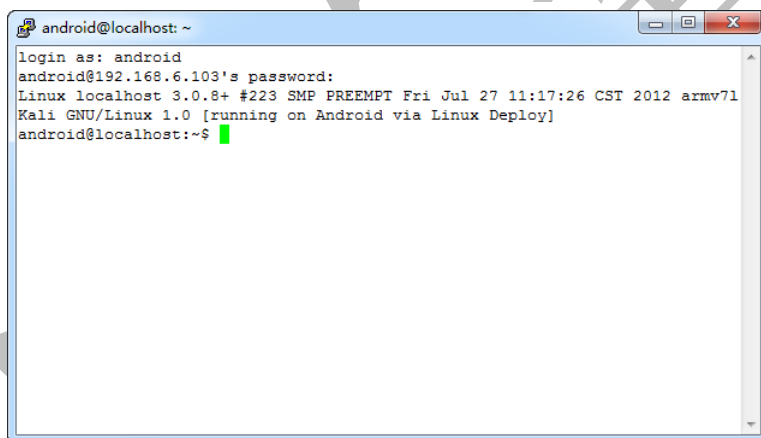 android@localhost: ~
login as: android
android@192.168.6.103's password:
Linux localhost 3.0.8+ #223 SMP PREEMPT Fri Jul 27 11:17:26 CST 2012 armv7l
Kali GNU/Linux 1.0 [running on Android via Linux Deploy]
android@localhost:~$